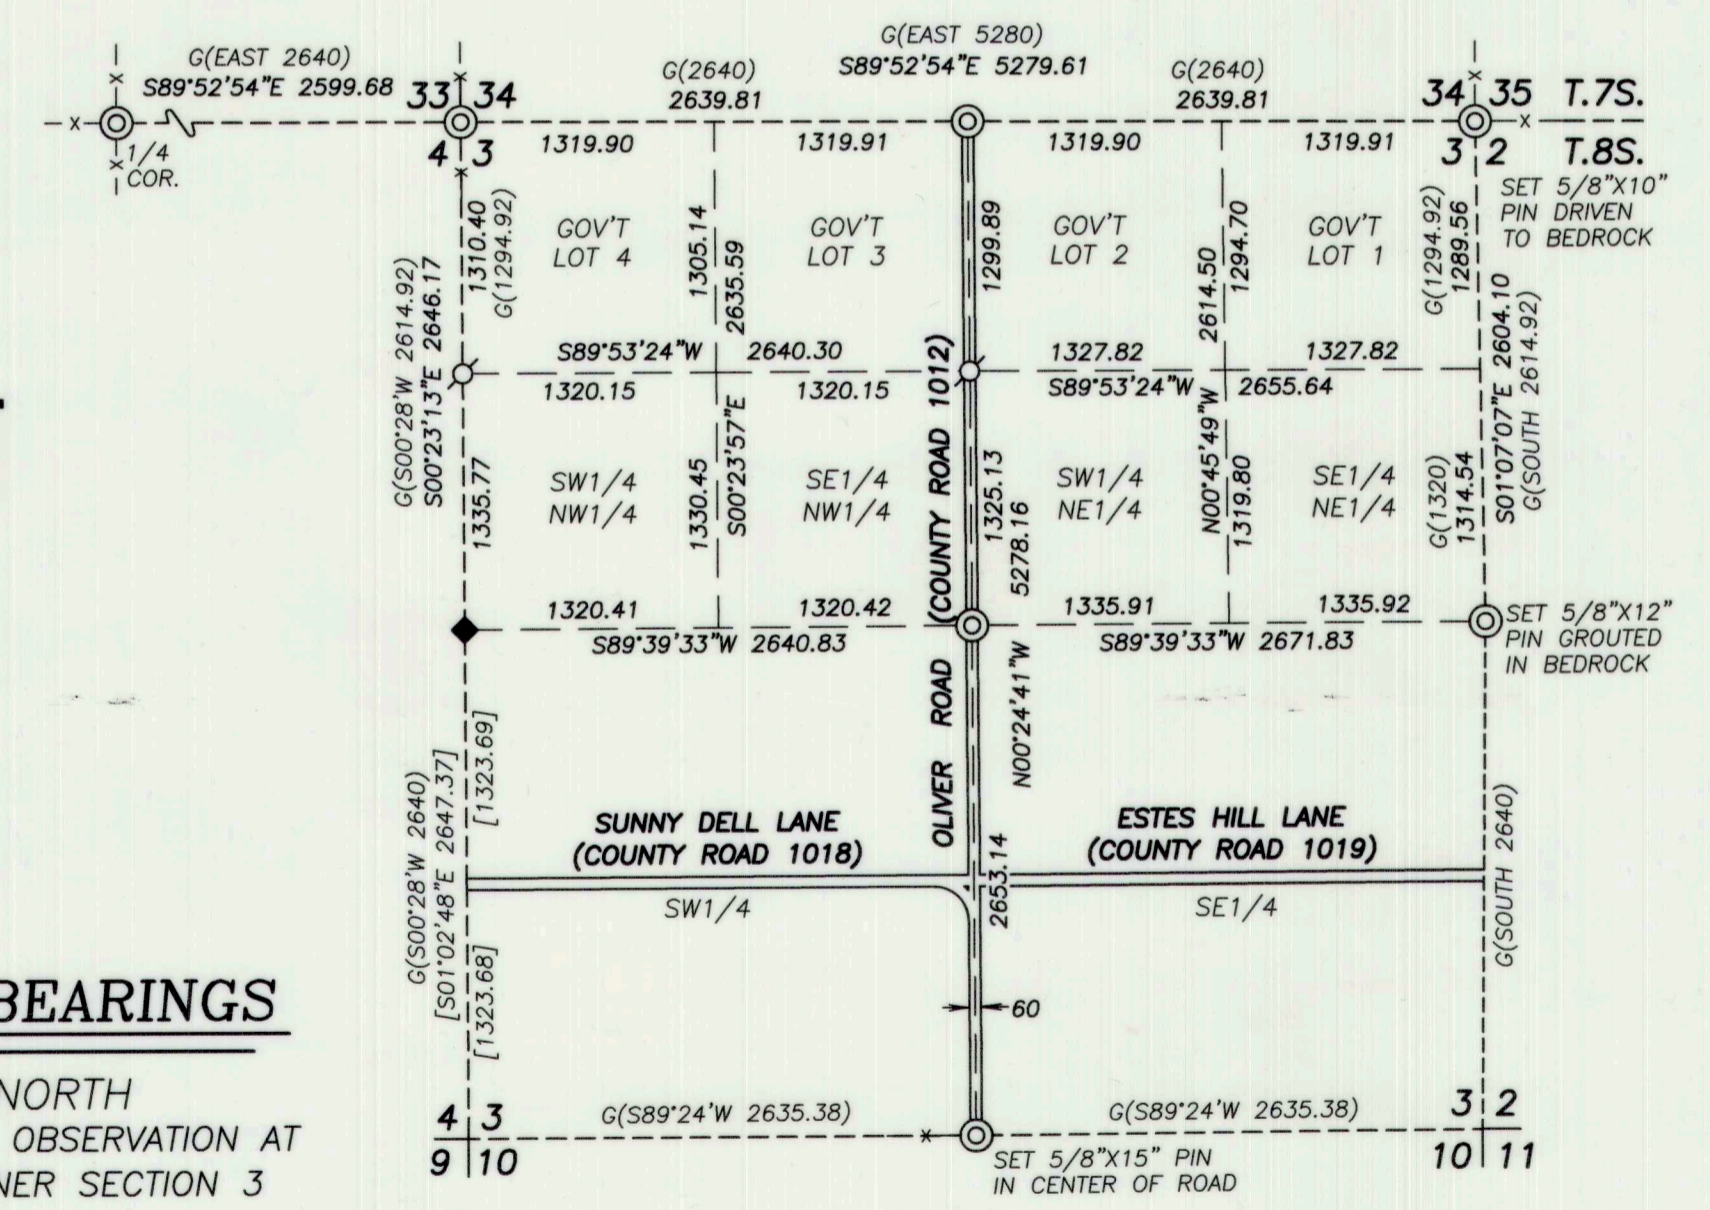 G(EAST 2640)
S89°52'54"E 2599.68
G(EAST 5280)
S89°52'54"E 5279.61
G(2640)
2639.81
G(2640)
2639.81
33 34
34 35 T.7S.
4 3
3 2 T.8S.
1/4
COR.
1319.90
1319.91
1319.90
1319.91
SET 5/8"X10"
PIN DRIVEN
TO BEDROCK
G(S00°28'W 2614.92)
S00°23'13"E 2646.17
1310.40
G(1294.92)
GOV'T
LOT 4
1305.14
2635.59
GOV'T
LOT 3
1299.89
GOV'T
LOT 2
2614.50
1294.70
GOV'T
LOT 1
G(1294.92)
1289.56
S01°07'07"E 2604.10
G(SOUTH 2614.92)
S89°53'24"W 2640.30
1320.15
1320.15
1327.82
1327.82
S89°53'24"W 2655.64
1335.77
SW1/4
NW1/4
1330.45
S00°23'57"E
SE1/4
NW1/4
OLIVER ROAD (COUNTY ROAD 1012)
1325.13
5278.16
N00°24'41"W
SW1/4
NE1/4
N00°45'49"W
1319.80
SE1/4
NE1/4
G(1320)
1314.54
1320.41
1320.42
S89°39'33"W 2640.83
1335.91
1335.92
S89°39'33"W 2671.83
SET 5/8"X12"
PIN GROUTED
IN BEDROCK
G(S00°28'W 2640)
[S01°02'48"E 2647.37]
[1323.69]
[1323.68]
SUNNY DELL LANE
(COUNTY ROAD 1018)
SW1/4
2653.14
ESTES HILL LANE
(COUNTY ROAD 1019)
SE1/4
G(SOUTH 2640)
60
BEARINGS
NORTH
OBSERVATION AT
NER SECTION 3
4 3
9 10
G(S89°24'W 2635.38)
G(S89°24'W 2635.38)
3 2
10 11
SET 5/8"X15" PIN
IN CENTER OF ROAD